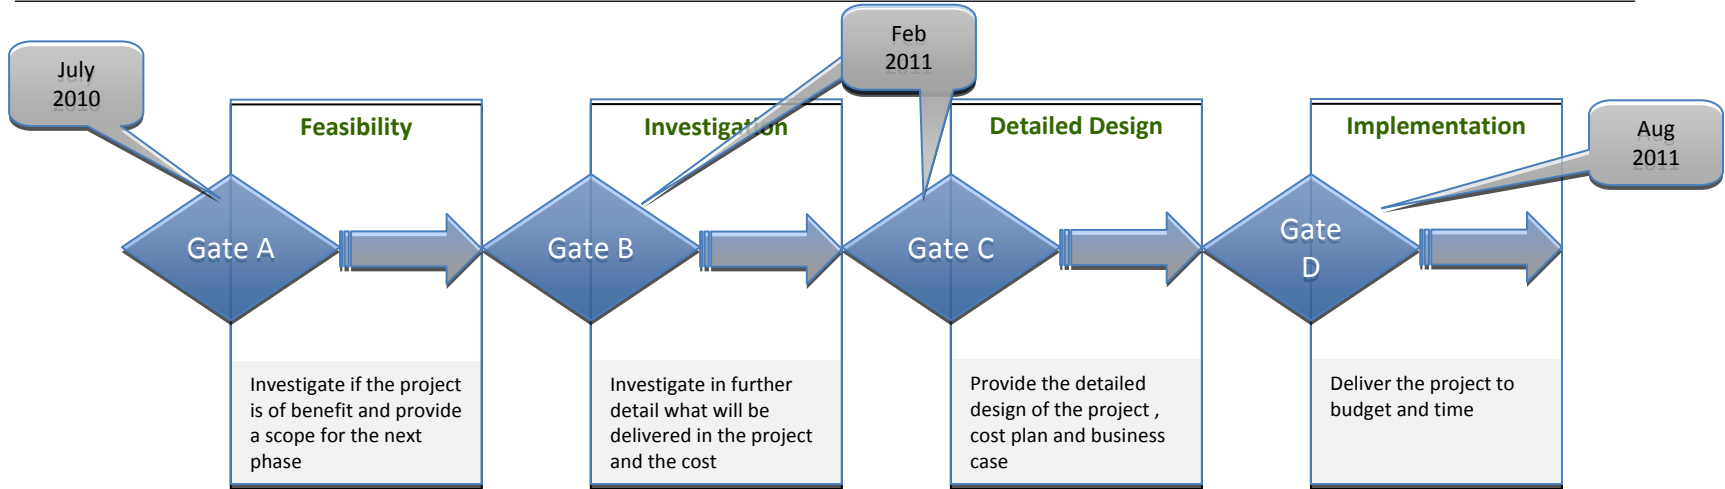 July
2010
Feb
2011
Aug
2011
Feasibility
Investigation
Detailed Design
Implementation
Gate A
Gate B
Gate C
Gate
D
Investigate if the project
is of benefit and provide
a scope for the next
phase
Investigate in further
detail what will be
delivered in the project
and the cost
Provide the detailed
design of the project ,
cost plan and business
case
Deliver the project to
budget and time